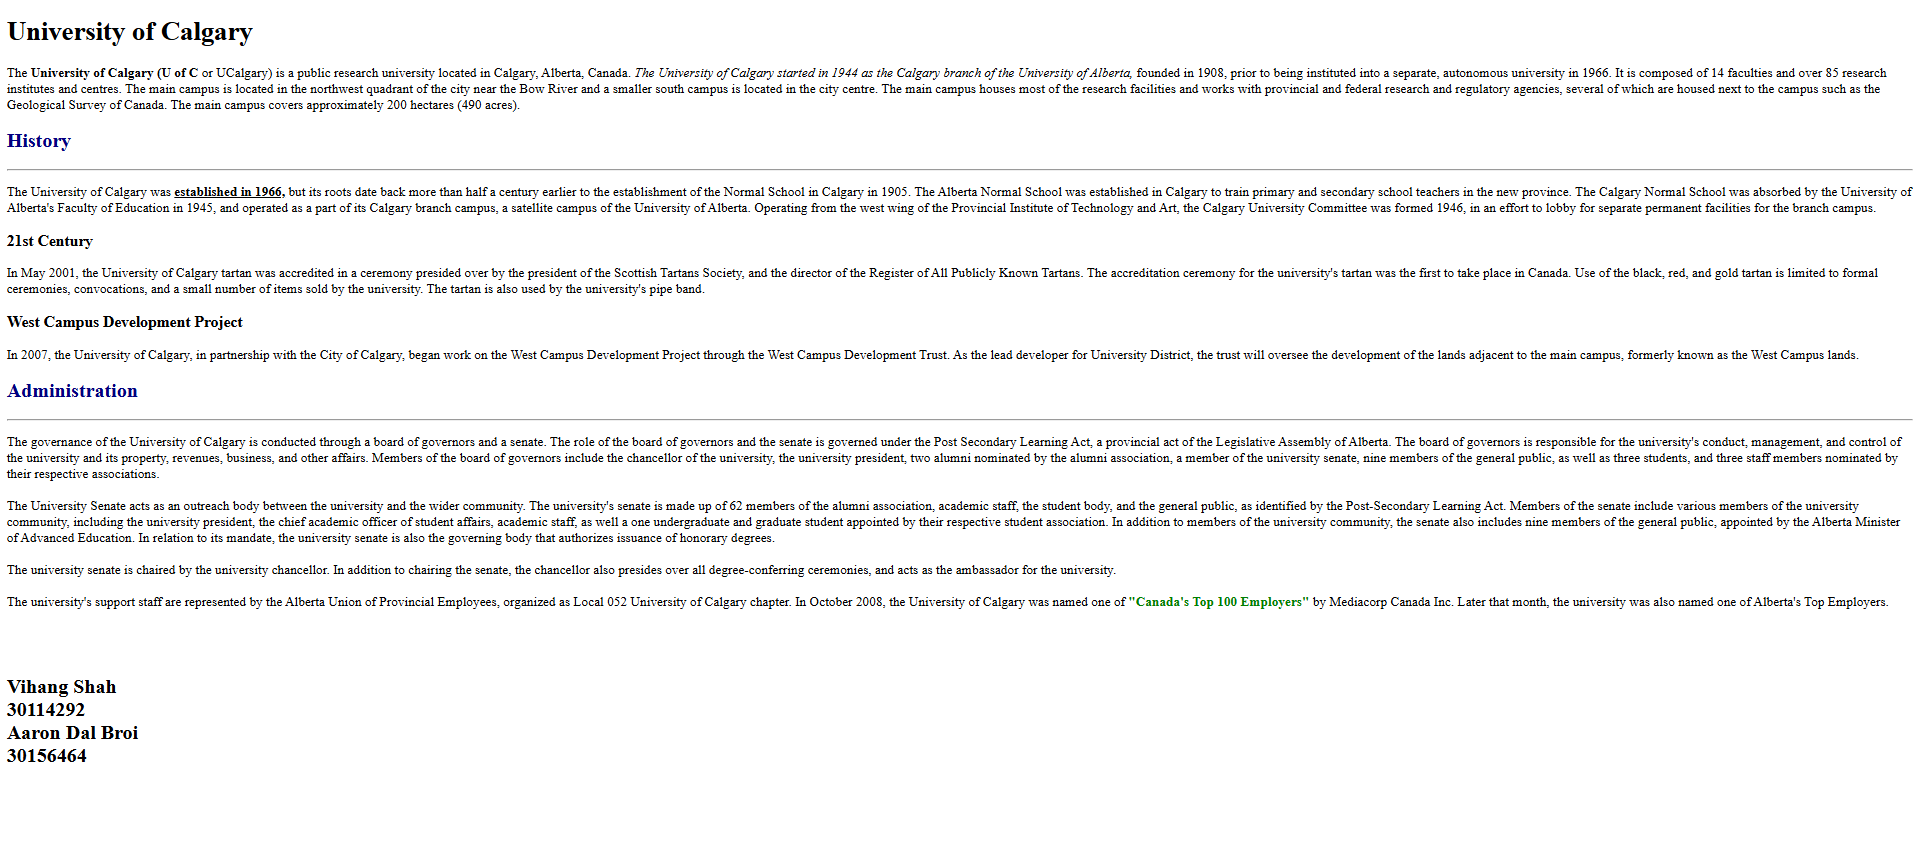 University of Calgary
The University of Calgary (U of C or UCalgary) is a public research university located in Calgary, Alberta, Canada. The University of Calgary started in 1944 as the Calgary branch of the University of Alberta, founded in 1908, prior to being instituted into a separate, autonomous university in 1966. It is composed of 14 faculties and over 85 research
institutes and centres. The main campus is located in the northwest quadrant of the city near the Bow River and a smaller south campus is located in the city centre. The main campus houses most of the research facilities and works with provincial and federal research and regulatory agencies, several of which are housed next to the campus such as the
Geological Survey of Canada. The main campus covers approximately 200 hectares (490 acres).
History
The University of Calgary was established in 1966, but its roots date back more than half a century earlier to the establishment of the Normal School in Calgary in 1905. The Alberta Normal School was established in Calgary to train primary and secondary school teachers in the new province. The Calgary Normal School was absorbed by the University of
Alberta's Faculty of Education in 1945, and operated as a part of its Calgary branch campus, a satellite campus of the University of Alberta. Operating from the west wing of the Provincial Institute of Technology and Art, the Calgary University Committee was formed 1946, in an effort to lobby for separate permanent facilities for the branch campus.
21st Century
In May 2001, the University of Calgary tartan was accredited in a ceremony presided over by the president of the Scottish Tartans Society, and the director of the Register of All Publicly Known Tartans. The accreditation ceremony for the university's tartan was the first to take place in Canada. Use of the black, red, and gold tartan is limited to formal
ceremonies, convocations, and a small number of items sold by the university. The tartan is also used by the university's pipe band.
West Campus Development Project
In 2007, the University of Calgary, in partnership with the City of Calgary, began work on the West Campus Development Project through the West Campus Development Trust. As the lead developer for University District, the trust will oversee the development of the lands adjacent to the main campus, formerly known as the West Campus lands.
Administration
The governance of the University of Calgary is conducted through a board of governors and a senate. The role of the board of governors and the senate is governed under the Post Secondary Learning Act, a provincial act of the Legislative Assembly of Alberta. The board of governors is responsible for the university's conduct, management, and control of
the university and its property, revenues, business, and other affairs. Members of the board of governors include the chancellor of the university, the university president, two alumni nominated by the alumni association, a member of the university senate, nine members of the general public, as well as three students, and three staff members nominated by
their respective associations.
The University Senate acts as an outreach body between the university and the wider community. The university's senate is made up of 62 members of the alumni association, academic staff, the student body, and the general public, as identified by the Post-Secondary Learning Act. Members of the senate include various members of the university
community, including the university president, the chief academic officer of student affairs, academic staff, as well a one undergraduate and graduate student appointed by their respective student association. In addition to members of the university community, the senate also includes nine members of the general public, appointed by the Alberta Minister
of Advanced Education. In relation to its mandate, the university senate is also the governing body that authorizes issuance of honorary degrees.
The university senate is chaired by the university chancellor. In addition to chairing the senate, the chancellor also presides over all degree-conferring ceremonies, and acts as the ambassador for the university.
The university's support staff are represented by the Alberta Union of Provincial Employees, organized as Local 052 University of Calgary chapter. In October 2008, the University of Calgary was named one of "Canada's Top 100 Employers" by Mediacorp Canada Inc. Later that month, the university was also named one of Alberta's Top Employers.
Vihang Shah
30114292
Aaron Dal Broi
30156464